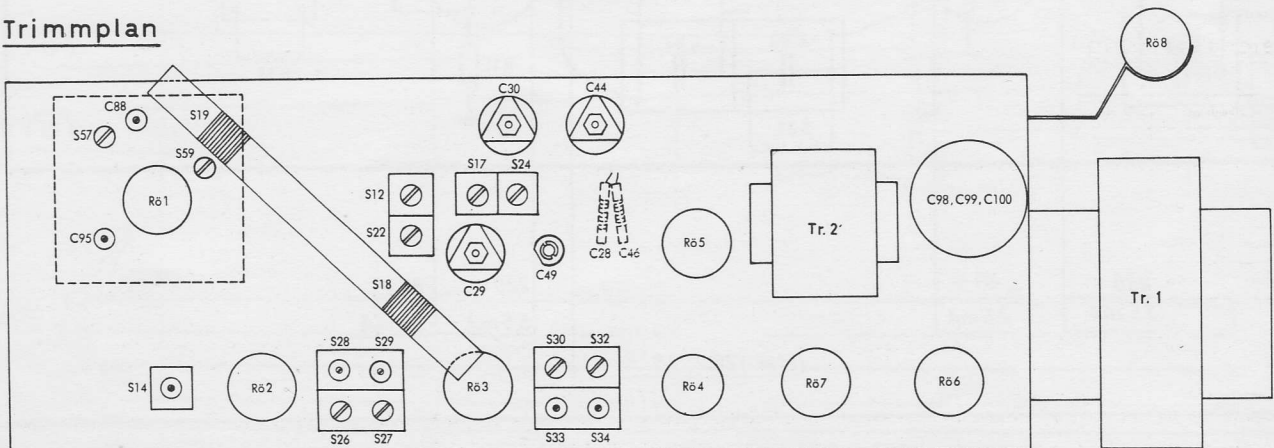 Trimmplan
Rö8
C88
S57
S19
S59
Rö1
C95
C30
C44
S17
S24
S12
S22
C29
C49
C28
C46
S18
Rö5
Tr. 2
C98, C99, C100
Tr. 1
S14
Rö2
S28
S29
S26
S27
Rö3
S30
S32
S33
S34
Rö4
Rö7
Rö6